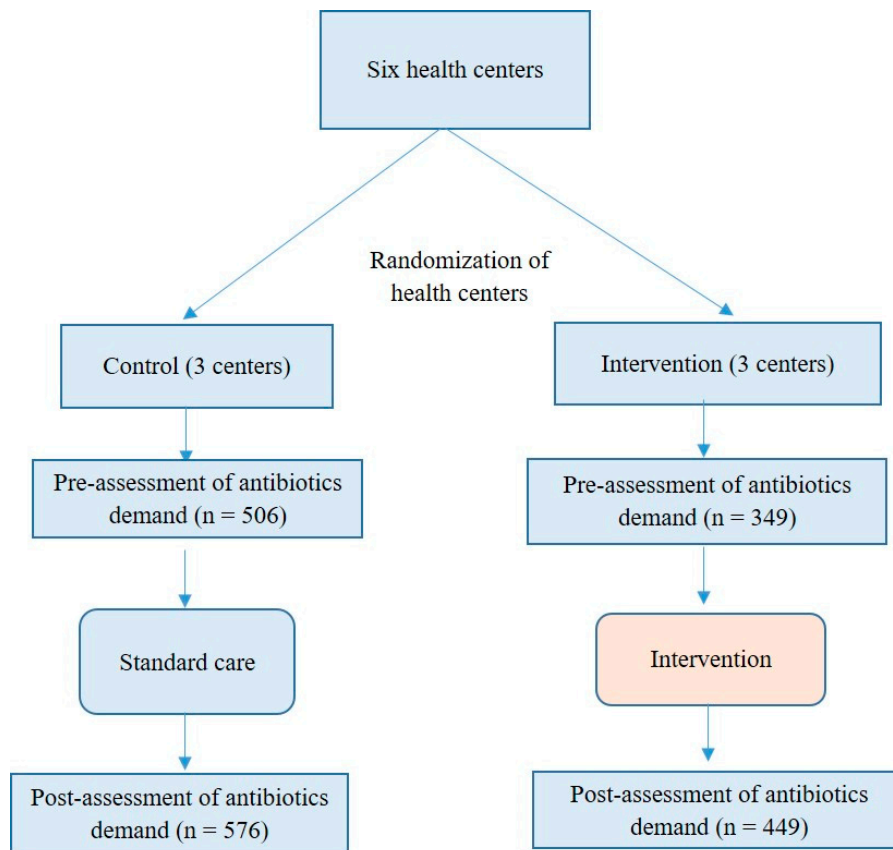 Six health centers
Randomization of
health centers
Control (3 centers)
Intervention (3 centers)
Pre-assessment of antibiotics
demand (n = 506)
Pre-assessment of antibiotics
demand (n = 349)
Standard care
Intervention
Post-assessment of antibiotics
demand (n = 576)
Post-assessment of antibiotics
demand (n = 449)